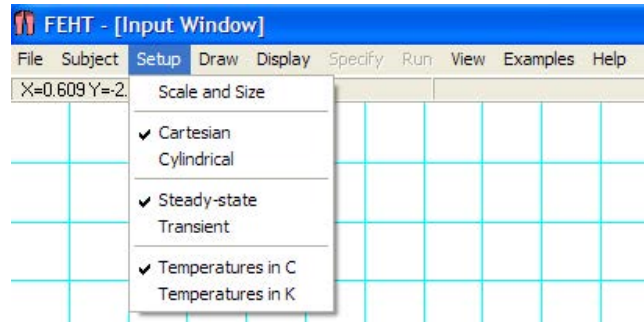 FEHT - [Input Window]
File Subject Setup Draw Display Specify Run View Examples Help
X=0.609 Y=-2.
Scale and Size
Cartesian
Cylindrical
Steady-state
Transient
Temperatures in C
Temperatures in K